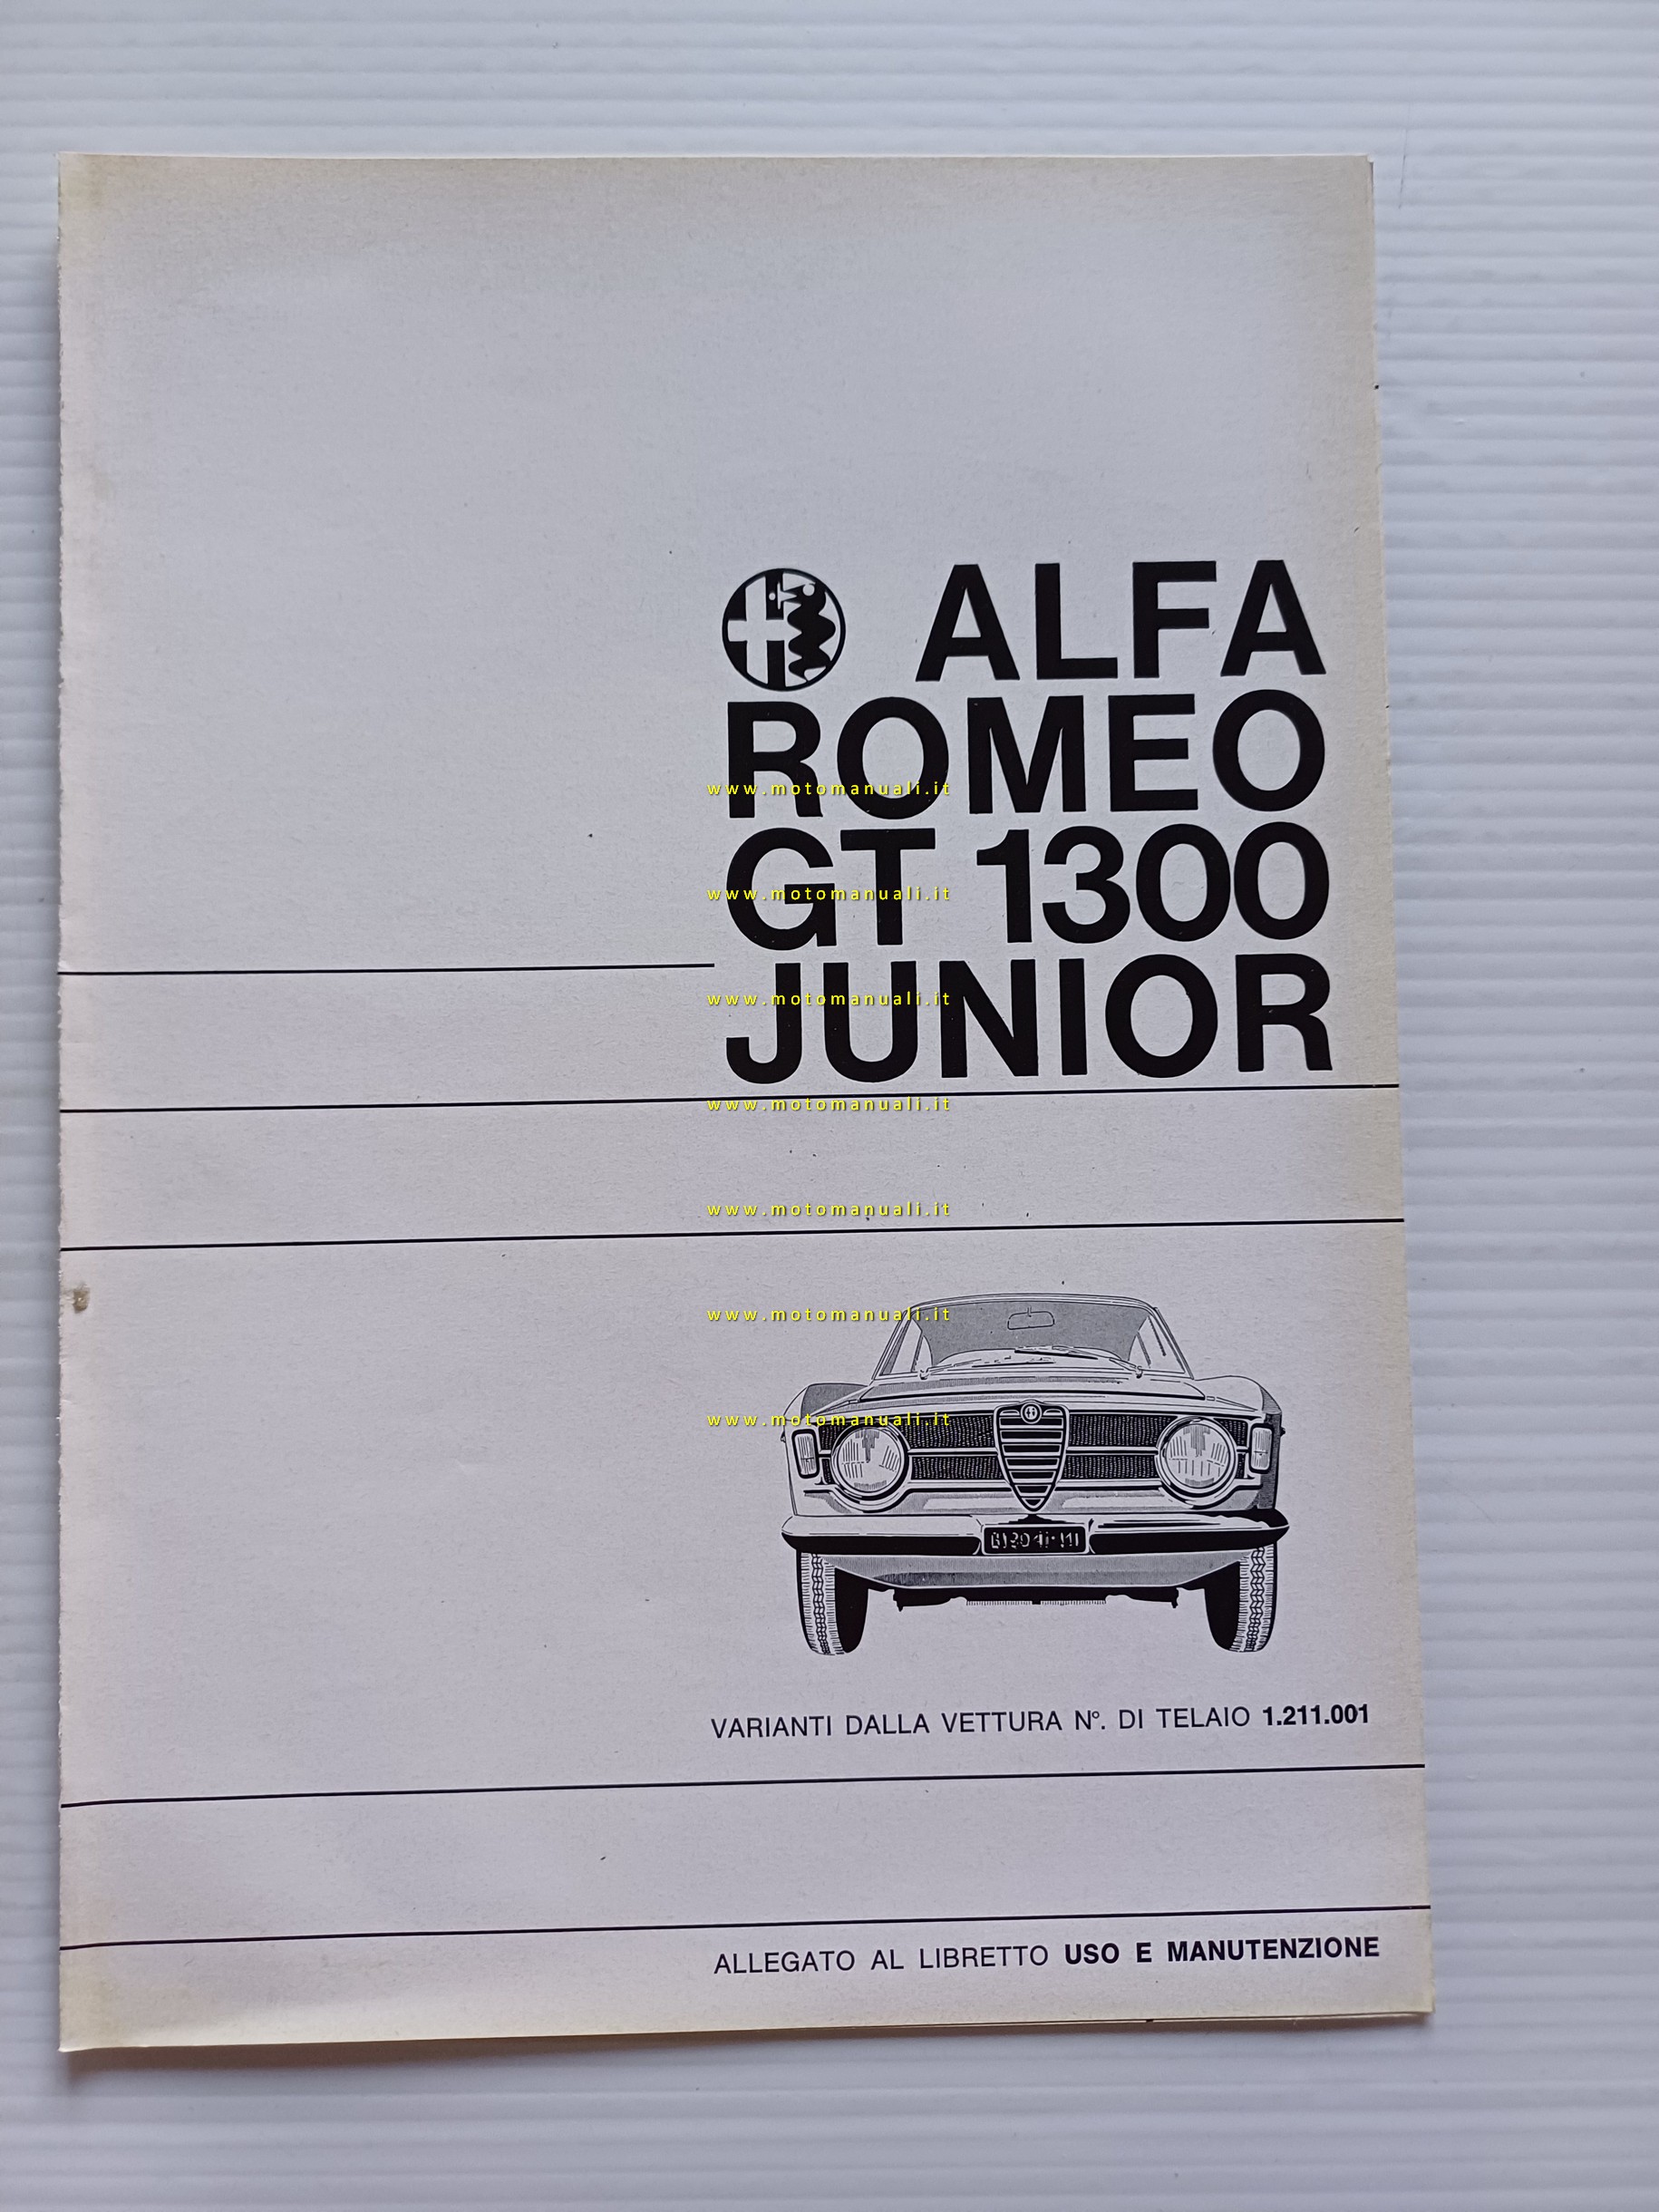 ALFA
ROMEO
www.motomanuali.it
GT 1300
www.motomanuali.it
JUNIOR
www.motomanuali.it
www.motomanuali.it
www.motomanuali.it
www.motomanuali.it
www.motomanuali.it
VARIANTI DALLA VETTURA N°. DI TELAIO 1.211.001
ALLEGATO AL LIBRETTO USO E MANUTENZIONE